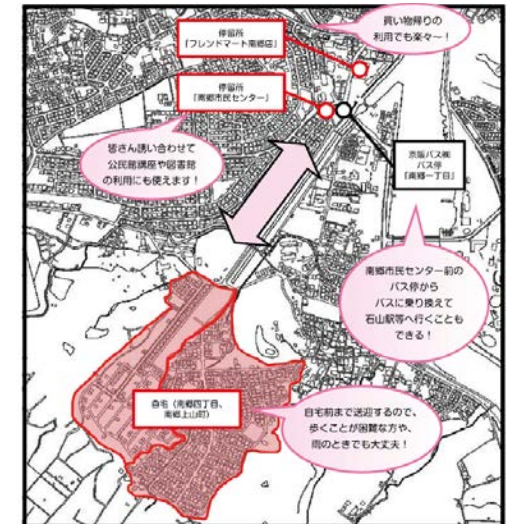 停留所
「フレンドマート南郷店」
買い物帰りの
利用でも楽々～！
停留所
「南郷市民センター」
皆さん誘い合わせて
公民館講座や図書館
の利用にも使えます！
京阪バス㈱
バス停
「南郷一丁目」
南郷市民センター前の
バス停から
バスに乗り換えて
石山駅等へ行くことも
できる！
自宅（南郷四丁目、
南郷上山町）
自宅前まで送迎するので、
歩くことが困難な方や、
雨のときでも大丈夫！